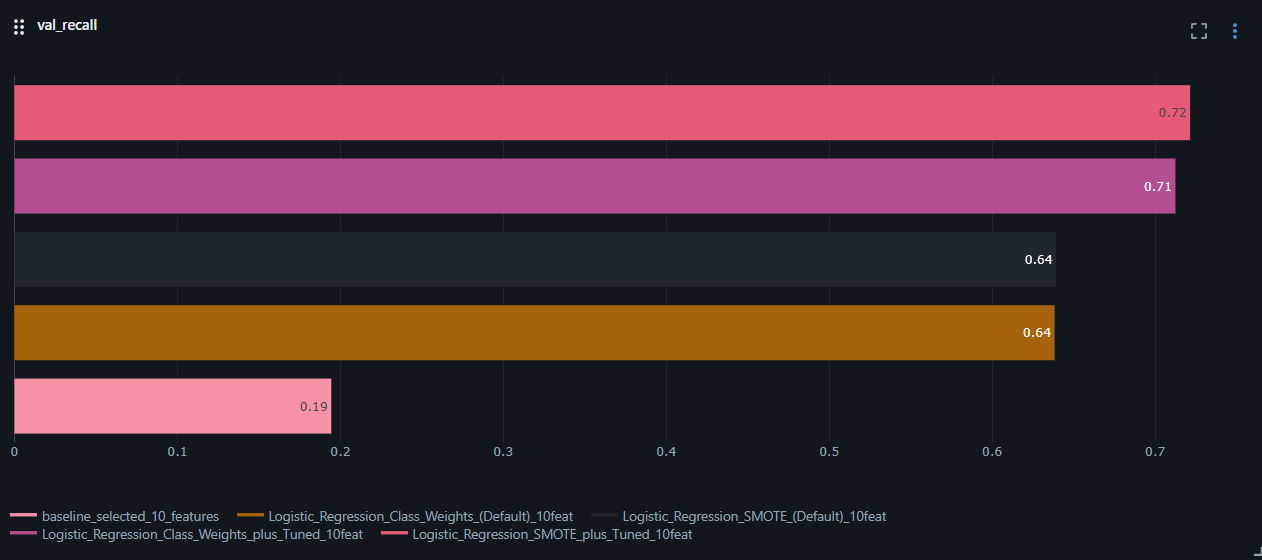 val_recall
0.72
0.71
0.64
0.64
0.19
0 0.1 0.2 0.3 0.4 0.5 0.6 0.7
baseline_selected_10_features Logistic_Regression_Class_Weights_(Default)_10feat Logistic_Regression_SMOTE_(Default)_10feat
Logistic_Regression_Class_Weights_plus_Tuned_10feat Logistic_Regression_SMOTE_plus_Tuned_10feat